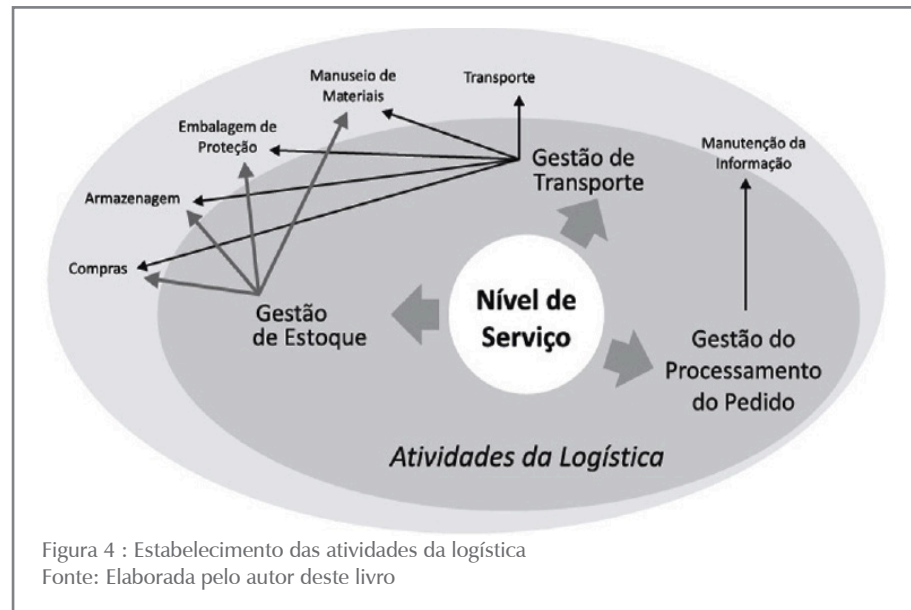 Manuseio de
Materiais
Transporte
Embalagem de
Proteção
Manutenção da
Informação
Gestão de
Transporte
Armazenagem
Compras
Nível de
Serviço
Gestão
de Estoque
Gestão do
Processamento
do Pedido
Atividades da Logística
Figura 4 : Estabelecimento das atividades da logística
Fonte: Elaborada pelo autor deste livro